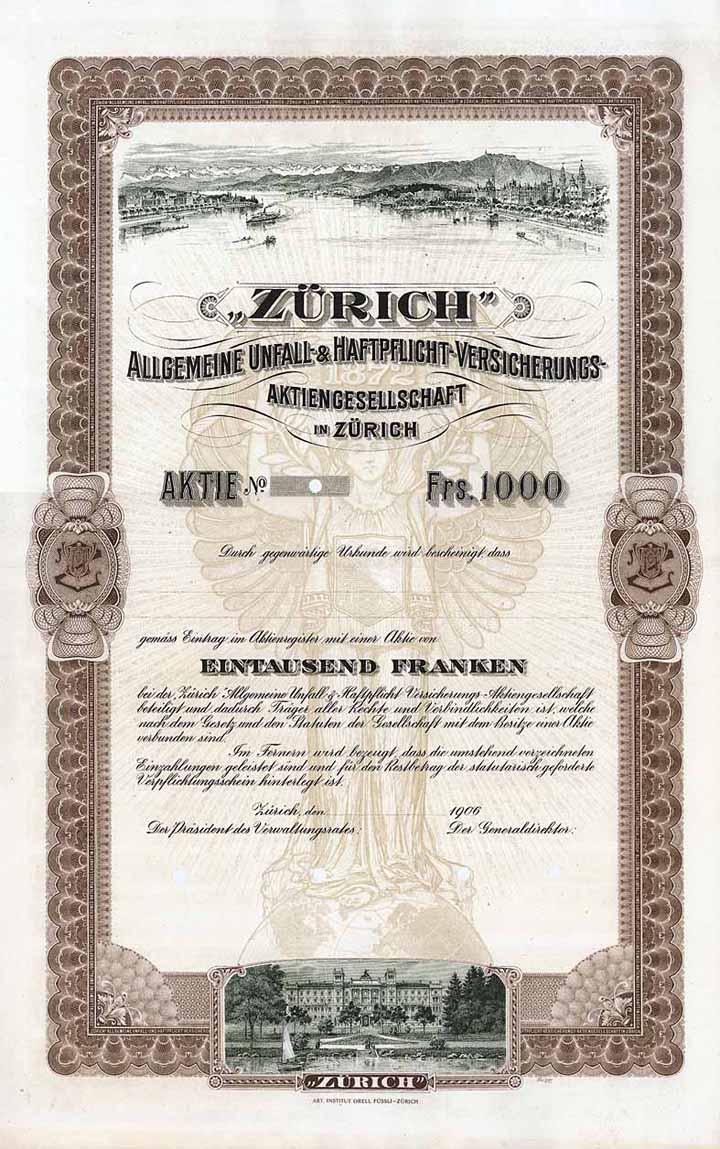 „ZÜRICH"
ALLGEMEINE UNFALL- & HAFTPFLICHT-VERSICHERUNGS-
AKTIENGESELLSCHAFT
1872
IN ZÜRICH
AKTIE No Frs. 1000
Durch gegenwärtige Urkunde wird bescheinigt dass
gemäss Eintrag im Aktienregister mit einer Aktie von
EINTAUSEND FRANKEN
bei der „Zürich" Allgemeine Unfall & Haftpflicht Versicherungs-Aktiengesellschaft
beteiligt und dadurch Träger aller Rechte und Verbindlichkeiten ist, welche
nach dem Gesetz und den Statuten der Gesellschaft mit dem Besitze einer Aktie
verbunden sind.
Im Fernern wird bezeugt, dass die umstehend verzeichneten
Einzahlungen geleistet sind und für den Restbetrag der statutarisch geforderte
Verpflichtungsschein hinterlegt ist.
Zürich, den 1906
Der Präsident des Verwaltungsrates: Der Generaldirektor:
„ZÜRICH"
ART. INSTITUT ORELL FÜSSLI-ZÜRICH